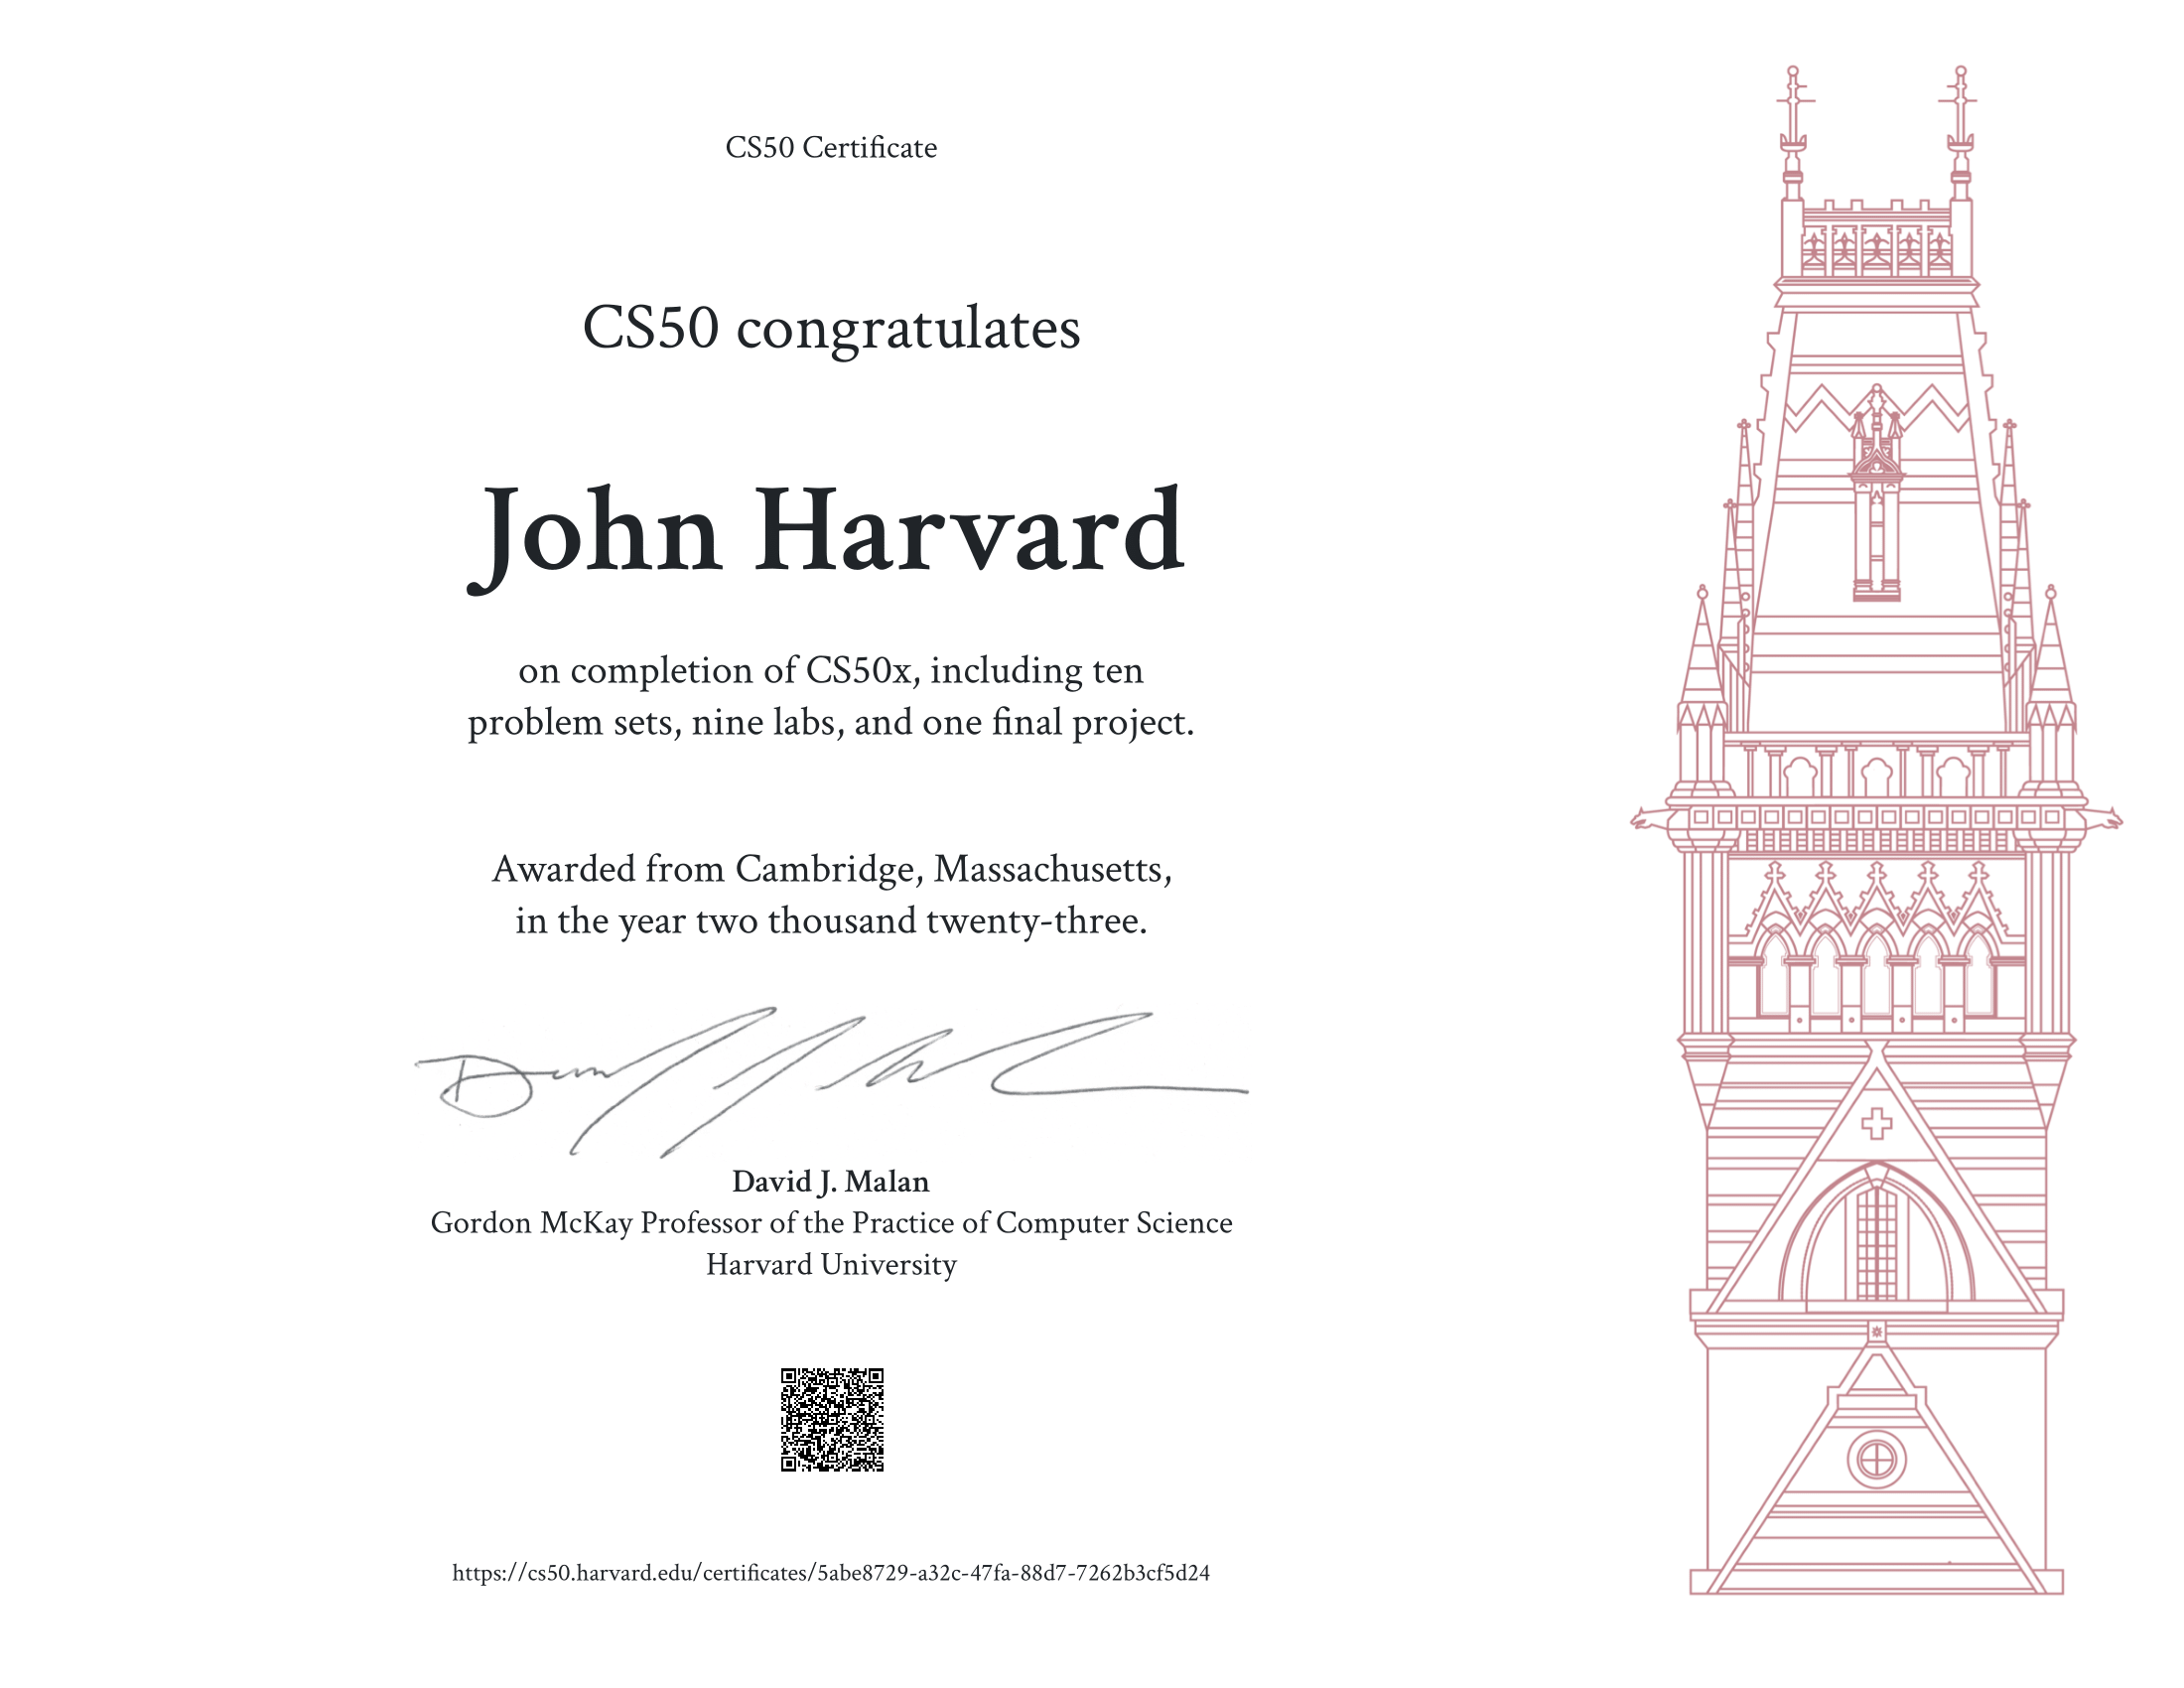 CS50 Certificate
CS50 congratulates
John Harvard
on completion of CS50x, including ten
problem sets, nine labs, and one final project.
Awarded from Cambridge, Massachusetts,
in the year two thousand twenty-three.
David J. Malan
Gordon McKay Professor of the Practice of Computer Science
Harvard University
https://cs50.harvard.edu/certificates/5abe8729-a32c-47fa-88d7-7262b3cf5d24